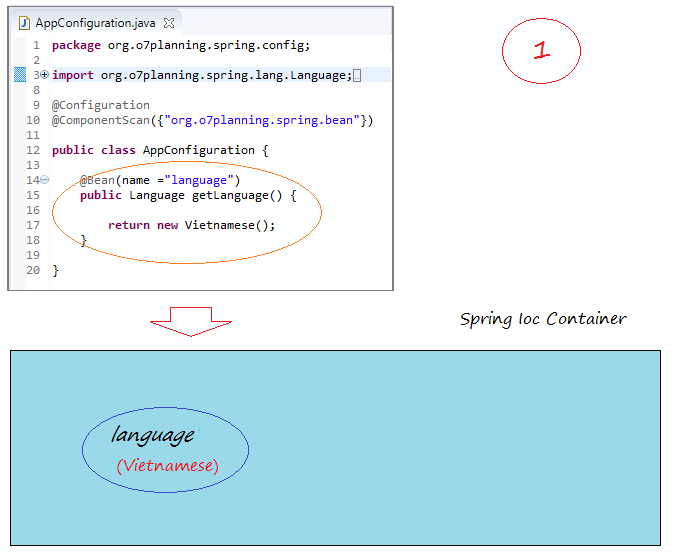 AppConfiguration.java
1
1 package org.o7planning.spring.config;
2
3 import org.o7planning.spring.lang.Language;
8
9 @Configuration
10 @ComponentScan({"org.o7planning.spring.bean"})
11
12 public class AppConfiguration {
13
14 @Bean(name ="language")
15 public Language getLanguage() {
16
17 return new Vietnamese();
18 }
19
20 }
Spring Ioc Container
language
(Vietnamese)